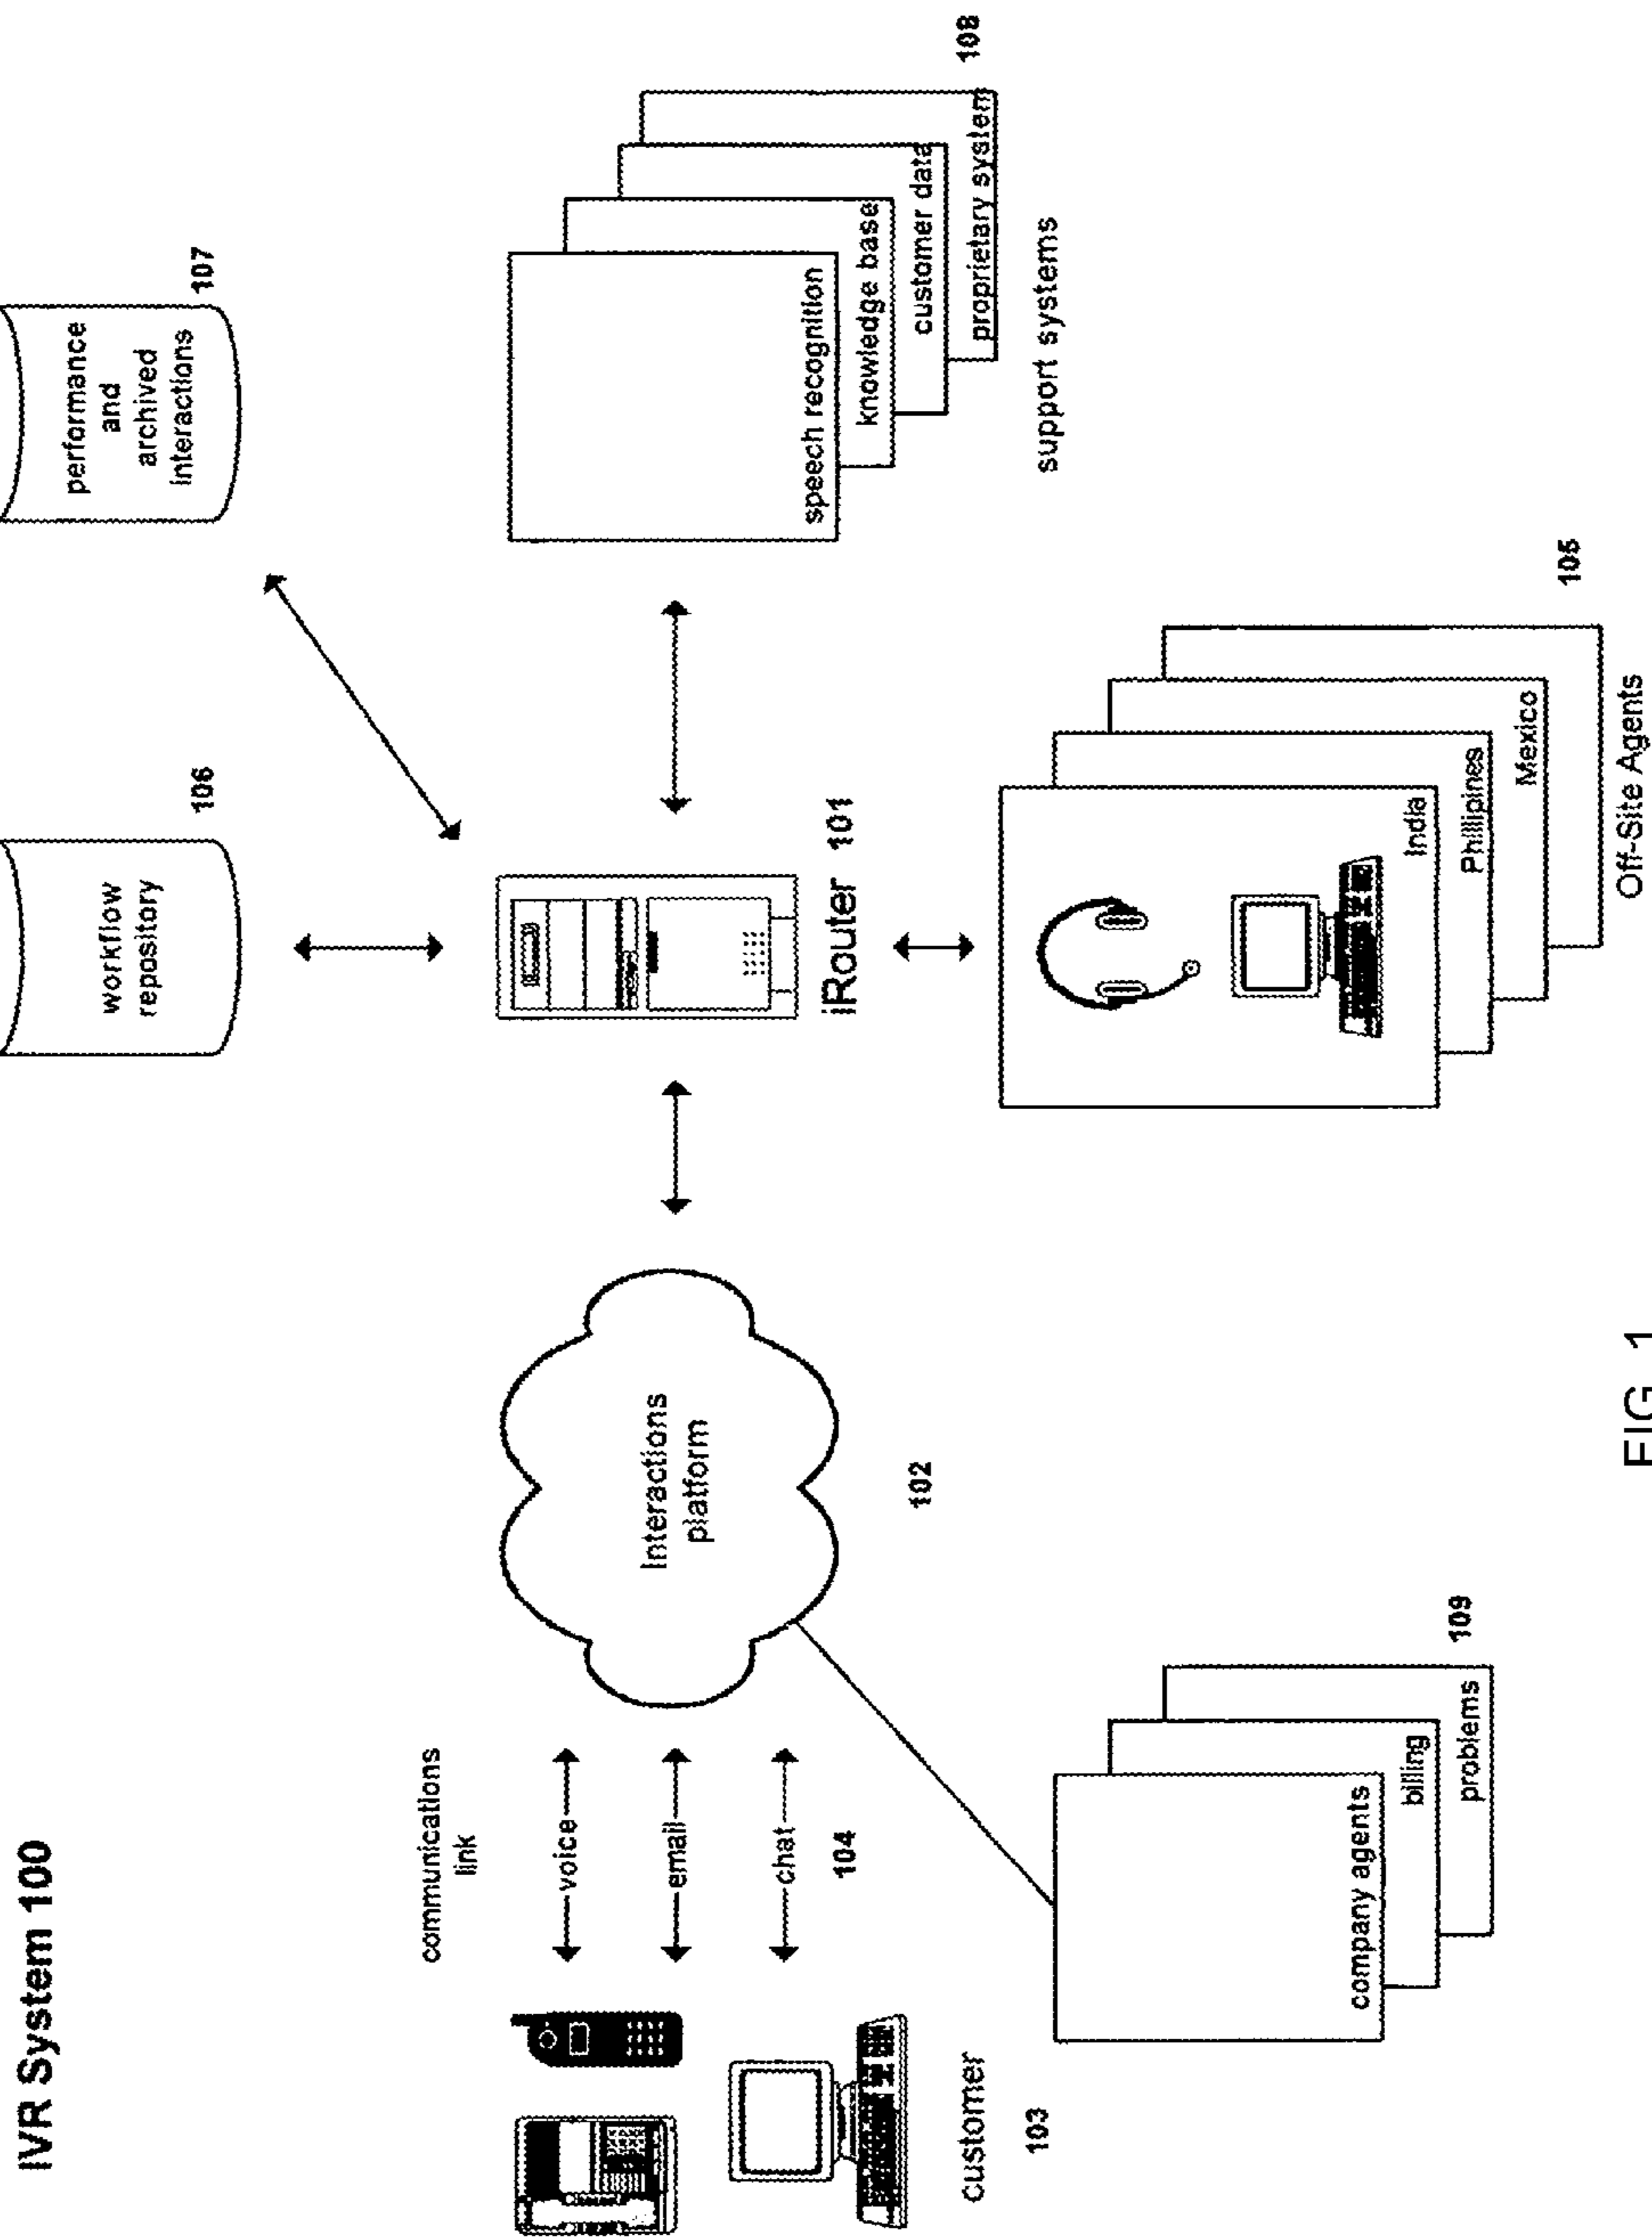 IVR System 100
workflow
repository
106
performance
and
archived
interactions
107
communications
link
voice
email
chat
104
customer
103
Interactions
platform
102
iRouter 101
speech recognition
knowledge base
customer data
proprietary system
108
support systems
company agents
billing
problems
109
India
Phillipines
Mexico
105
Off-Site Agents
FIG. 1